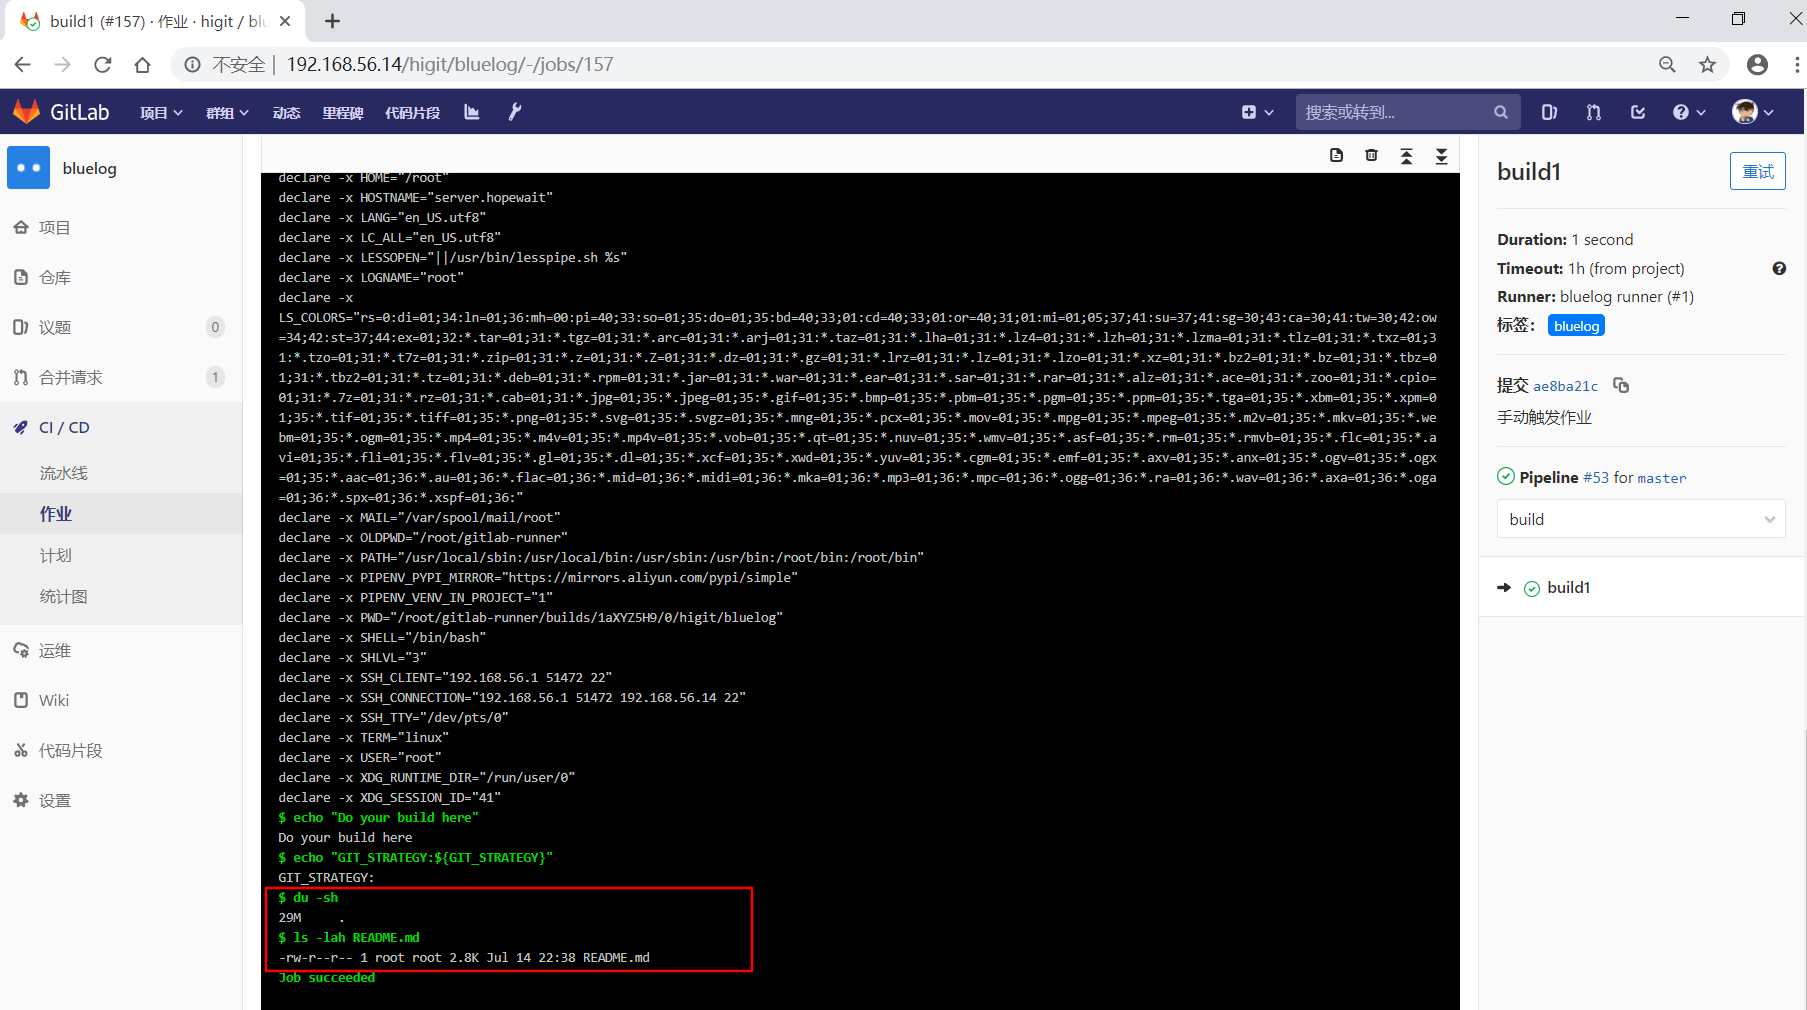 build1 (#157) · 作业 · higit / blu
不安全 | 192.168.56.14/higit/bluelog/-/jobs/157
GitLab 项目 群组 动态 里程碑 代码片段 搜索或转到...
bluelog
项目
仓库
议题 0
合并请求 1
CI / CD
流水线
作业
计划
统计图
运维
Wiki
代码片段
设置
declare -x HOME="/root"
declare -x HOSTNAME="server.hopewait"
declare -x LANG="en_US.utf8"
declare -x LC_ALL="en_US.utf8"
declare -x LESSOPEN="||/usr/bin/lesspipe.sh %s"
declare -x LOGNAME="root"
declare -x
LS_COLORS="rs=0:di=01;34:ln=01;36:mh=00:pi=40;33:so=01;35:do=01;35:bd=40;33;01:cd=40;33;01:or=40;31;01:mi=01;05;37;41:su=37;41:sg=30;43:ca=30;41:tw=30;42:ow
=34;42:st=37;44:ex=01;32:*.tar=01;31:*.tgz=01;31:*.arc=01;31:*.arj=01;31:*.taz=01;31:*.lha=01;31:*.lz4=01;31:*.lzh=01;31:*.lzma=01;31:*.tlz=01;31:*.txz=01;3
1:*.tzo=01;31:*.t7z=01;31:*.zip=01;31:*.z=01;31:*.Z=01;31:*.dz=01;31:*.gz=01;31:*.lrz=01;31:*.lz=01;31:*.lzo=01;31:*.xz=01;31:*.bz2=01;31:*.bz=01;31:*.tbz=0
1;31:*.tbz2=01;31:*.tz=01;31:*.deb=01;31:*.rpm=01;31:*.jar=01;31:*.war=01;31:*.ear=01;31:*.sar=01;31:*.rar=01;31:*.alz=01;31:*.ace=01;31:*.zoo=01;31:*.cpio=
01;31:*.7z=01;31:*.rz=01;31:*.cab=01;31:*.jpg=01;35:*.jpeg=01;35:*.gif=01;35:*.bmp=01;35:*.pbm=01;35:*.pgm=01;35:*.ppm=01;35:*.tga=01;35:*.xbm=01;35:*.xpm=0
1;35:*.tif=01;35:*.tiff=01;35:*.png=01;35:*.svg=01;35:*.svgz=01;35:*.mng=01;35:*.pcx=01;35:*.mov=01;35:*.mpg=01;35:*.mpeg=01;35:*.m2v=01;35:*.mkv=01;35:*.we
bm=01;35:*.ogm=01;35:*.mp4=01;35:*.m4v=01;35:*.mp4v=01;35:*.vob=01;35:*.qt=01;35:*.nuv=01;35:*.wmv=01;35:*.asf=01;35:*.rm=01;35:*.rmvb=01;35:*.flc=01;35:*.a
vi=01;35:*.fli=01;35:*.flv=01;35:*.gl=01;35:*.dl=01;35:*.xcf=01;35:*.xwd=01;35:*.yuv=01;35:*.cgm=01;35:*.emf=01;35:*.axv=01;35:*.anx=01;35:*.ogv=01;35:*.ogx
=01;35:*.aac=01;36:*.au=01;36:*.flac=01;36:*.mid=01;36:*.midi=01;36:*.mka=01;36:*.mp3=01;36:*.mpc=01;36:*.ogg=01;36:*.ra=01;36:*.wav=01;36:*.axa=01;36:*.oga
=01;36:*.spx=01;36:*.xspf=01;36:"
declare -x MAIL="/var/spool/mail/root"
declare -x OLDPWD="/root/gitlab-runner"
declare -x PATH="/usr/local/sbin:/usr/local/bin:/usr/sbin:/usr/bin:/root/bin:/root/bin"
declare -x PIPENV_PYPI_MIRROR="https://mirrors.aliyun.com/pypi/simple"
declare -x PIPENV_VENV_IN_PROJECT="1"
declare -x PWD="/root/gitlab-runner/builds/1aXYZ5H9/0/higit/bluelog"
declare -x SHELL="/bin/bash"
declare -x SHLVL="3"
declare -x SSH_CLIENT="192.168.56.1 51472 22"
declare -x SSH_CONNECTION="192.168.56.1 51472 192.168.56.14 22"
declare -x SSH_TTY="/dev/pts/0"
declare -x TERM="linux"
declare -x USER="root"
declare -x XDG_RUNTIME_DIR="/run/user/0"
declare -x XDG_SESSION_ID="41"
$ echo "Do your build here"
Do your build here
$ echo "GIT_STRATEGY:${GIT_STRATEGY}"
GIT_STRATEGY:
$ du -sh
29M .
$ ls -lah README.md
-rw-r--r-- 1 root root 2.8K Jul 14 22:38 README.md
Job succeeded
build1 重试
Duration: 1 second
Timeout: 1h (from project)
Runner: bluelog runner (#1)
标签: bluelog
提交 ae8ba21c
手动触发作业
Pipeline #53 for master
build
build1